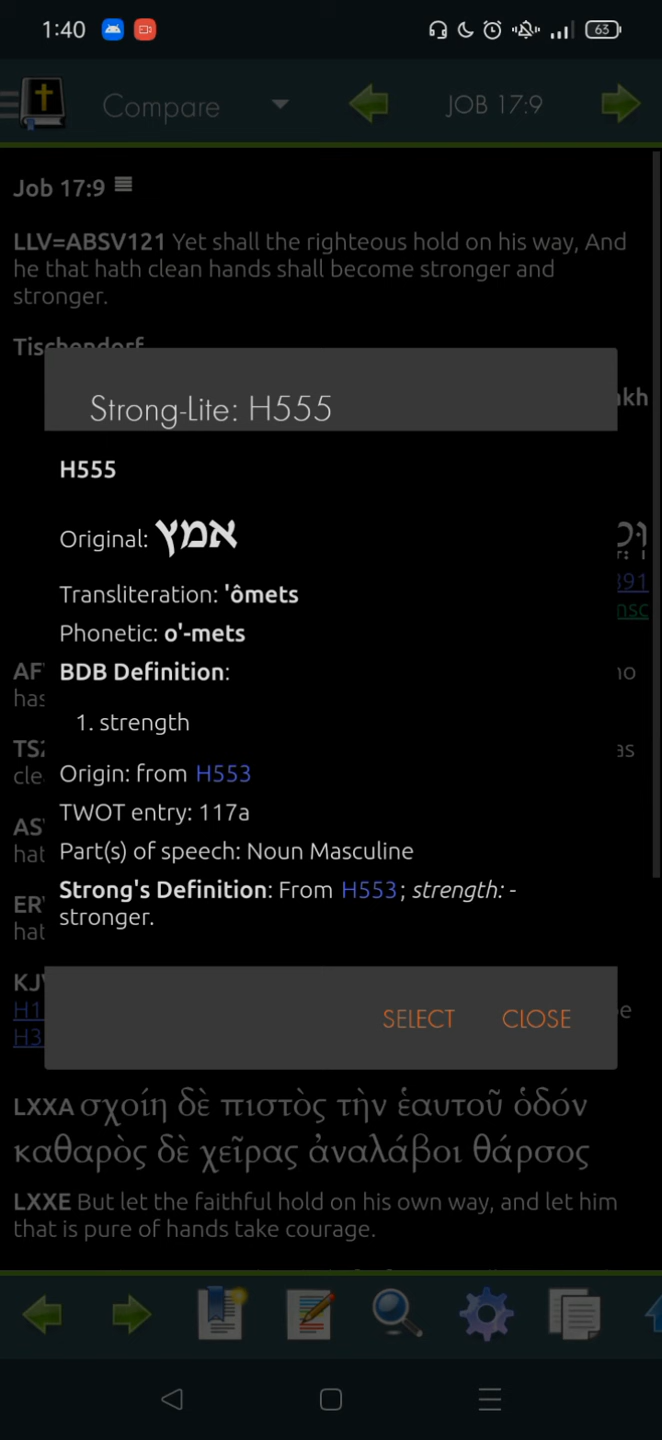 1:40
63
Compare
JOB 17:9
Job 17:9
LLV=ABSV121 Yet shall the righteous hold on his way, And
he that hath clean hands shall become stronger and
stronger.
Tischendorf
Strong-Lite: H555
H555
Original: אמץ
Transliteration: 'ômets
Phonetic: o'-mets
BDB Definition:
1. strength
Origin: from H553
TWOT entry: 117a
Part(s) of speech: Noun Masculine
Strong's Definition: From H553; strength: -
stronger.
SELECT CLOSE
LXXA σχοίη δὲ πιστὸς τὴν ἑαυτοῦ ὁδόν
καθαρὸς δὲ χεῖρας ἀναλάβοι θάρσος
LXXE But let the faithful hold on his own way, and let him
that is pure of hands take courage.